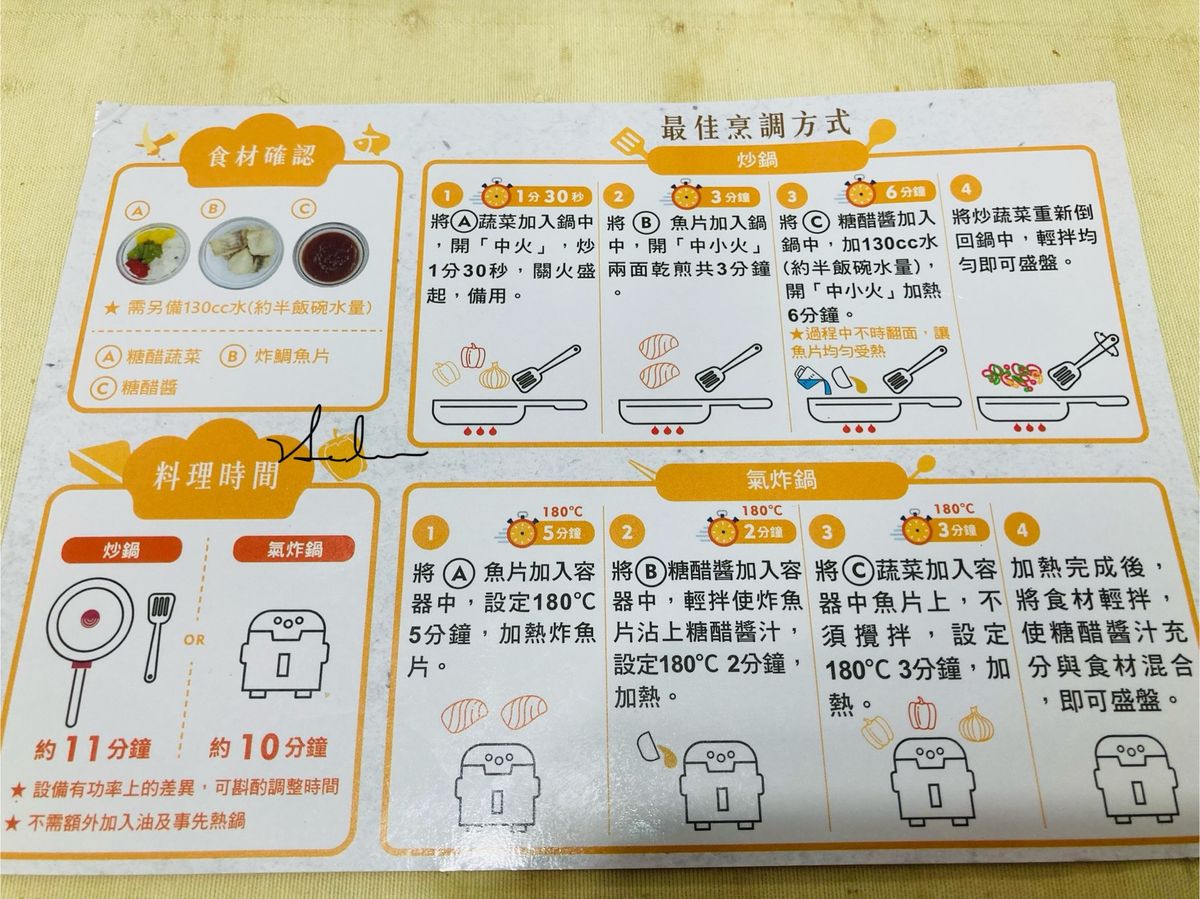 食材確認
A
B
C
★ 需另備130cc水(約半飯碗水量)
A 糖醋蔬菜 B 炸鯛魚片
C 糖醋醬
料理時間
炒鍋
氣炸鍋
OR
約11分鐘
約10分鐘
★ 設備有功率上的差異，可斟酌調整時間
★ 不需額外加入油及事先熱鍋
最佳烹調方式
炒鍋
1
1分30秒
將A蔬菜加入鍋中
，開「中火」，炒
1分30秒，關火盛
起，備用。
2
3分鐘
將 B 魚片加入鍋
中，開「中小火」
兩面乾煎共3分鐘
。
3
6分鐘
將 C 糖醋醬加入
鍋中，加130cc水
(約半飯碗水量)，
開「中小火」加熱
6分鐘。
★過程中不時翻面，讓
魚片均勻受熱
4
將炒蔬菜重新倒
回鍋中，輕拌均
勻即可盛盤。
氣炸鍋
1
180°C
5分鐘
將 A 魚片加入容
器中，設定180°C
5分鐘，加熱炸魚
片。
2
180°C
2分鐘
將B糖醋醬加入容
器中，輕拌使炸魚
片沾上糖醋醬汁，
設定180°C 2分鐘，
加熱。
3
180°C
3分鐘
將C蔬菜加入容
器中魚片上，不
須攪拌，設定
180°C 3分鐘，加
熱。
4
加熱完成後，
將食材輕拌，
使糖醋醬汁充
分與食材混合
，即可盛盤。